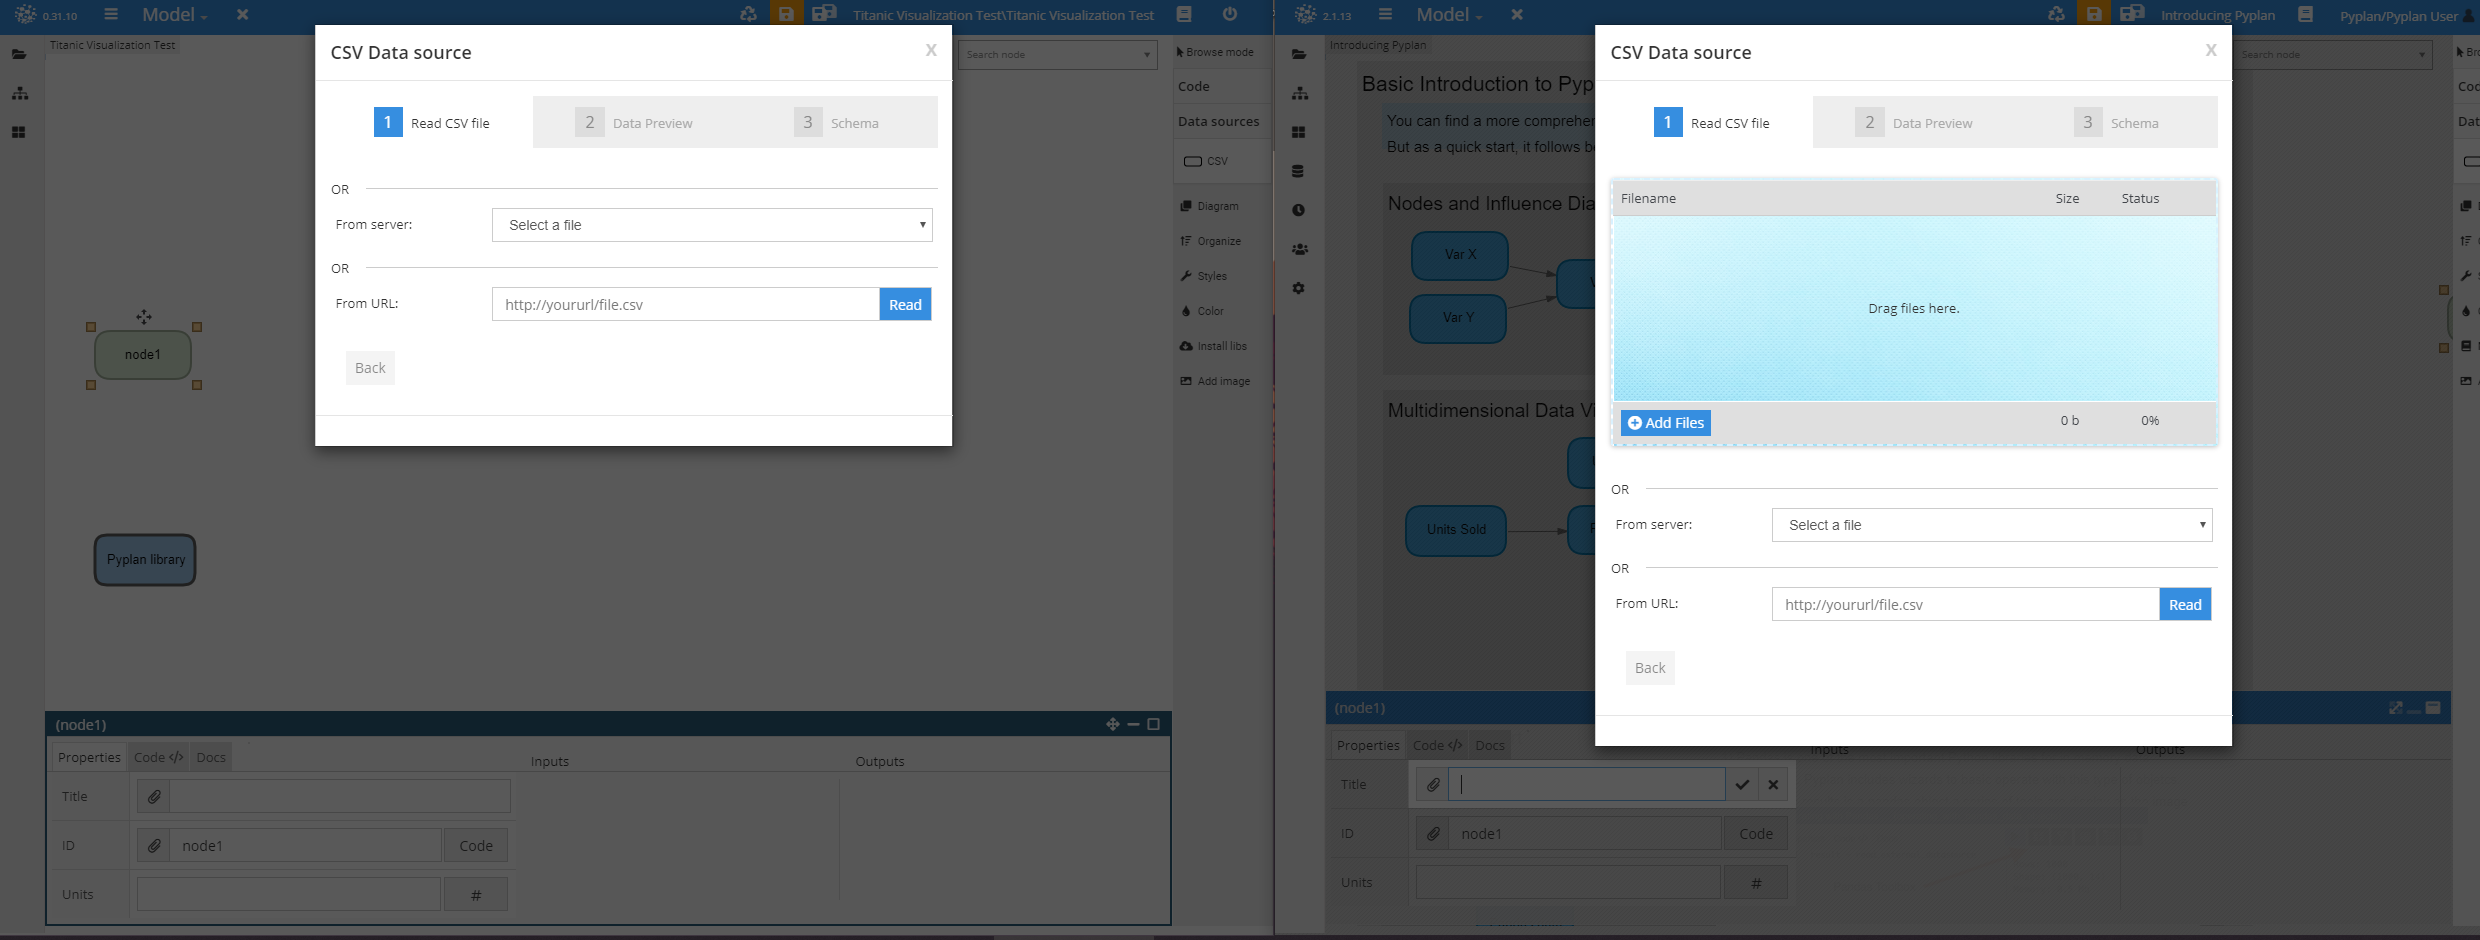 0.31.10
Model
Titanic Visualization Test\Titanic Visualization Test
Titanic Visualization Test
CSV Data source
X
1 Read CSV file
2 Data Preview
3 Schema
OR
From server:
Select a file
OR
From URL:
http://yoururl/file.csv
Read
Back
Search node
Browse mode
Code
Data sources
CSV
Diagram
Organize
Styles
Color
Install libs
Add image
node1
Pyplan library
(node1)
Properties
Code </>
Docs
Inputs
Outputs
Title
ID
node1
Code
Units
#
2.1.13
Model
Introducing Pyplan
Pyplan/Pyplan User
Introducing Pyplan
Basic Introduction to Pyp
You can find a more comprehe
But as a quick start, it follows b
Nodes and Influence Dia
Var X
Var Y
Multidimensional Data Vi
Units Sold
CSV Data source
X
1 Read CSV file
2 Data Preview
3 Schema
Filename
Size
Status
Drag files here.
Add Files
0 b
0%
OR
From server:
Select a file
OR
From URL:
http://yoururl/file.csv
Read
Back
Search node
Bro
Cod
Dat
(node1)
Properties
Code </>
Docs
Inputs
Outputs
Title
ID
node1
Code
Units
#